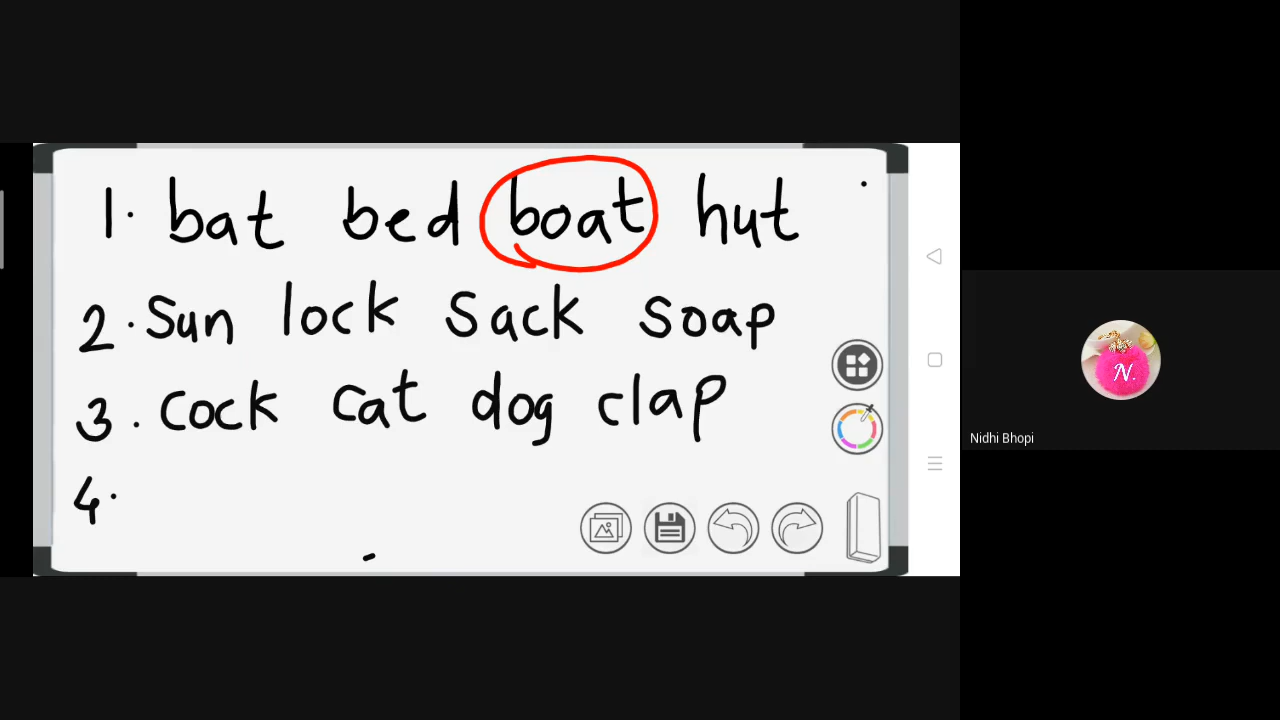 1. bat bed boat hut
2. Sun lock Sack Soap
3. cock cat dog clap
4.
N.
Nidhi Bhopi